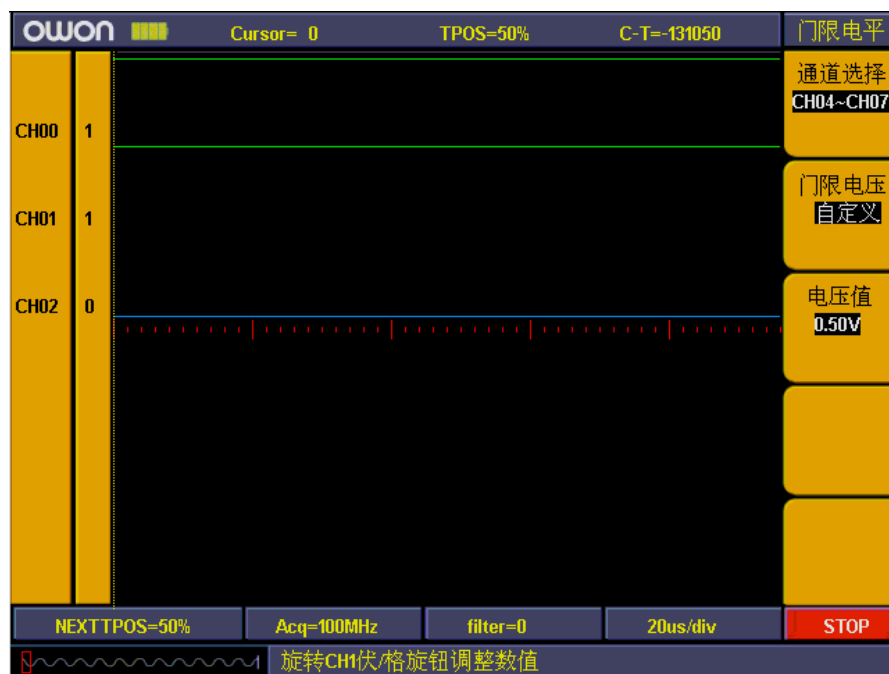 owon Cursor= 0 TPOS=50% C-T=-131050 门限电平
通道选择
CH04~CH07
CH00 1
门限电压
自定义
CH01 1
电压值
0.50V
CH02 0
NEXTTPOS=50% Acq=100MHz filter=0 20us/div STOP
旋转CH1伏/格旋钮调整数值